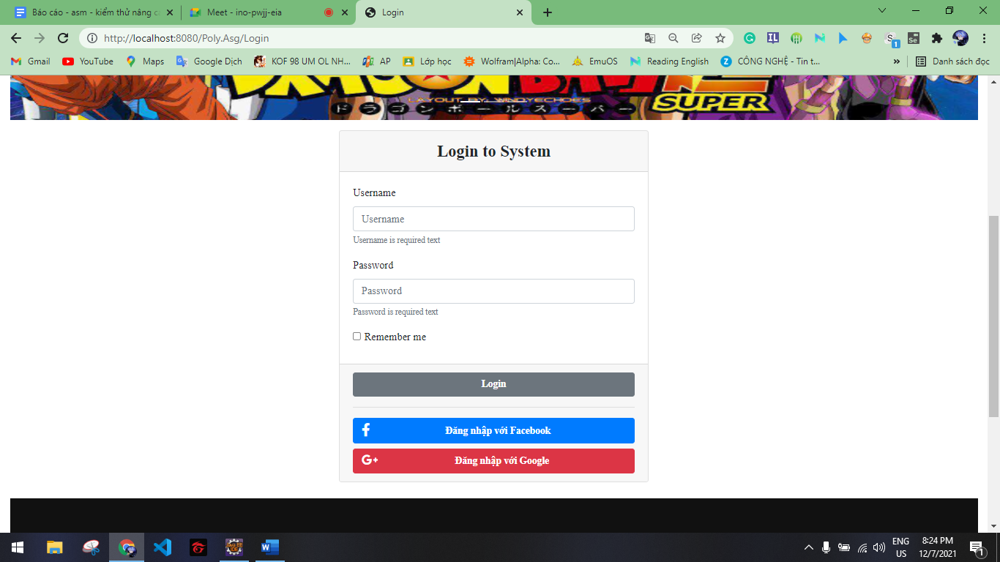 Báo cáo - asm - kiểm thử nâng c
Meet - ino-pwjj-eia
Login
http://localhost:8080/Poly.Asg/Login
Gmail
YouTube
Maps
Google Dịch
KOF 98 UM OL NH...
AP
Lớp học
Wolfram|Alpha: Co...
EmuOS
Reading English
CÔNG NGHỆ - Tin t...
»
Danh sách đọc
DRAGON BALL Z
SUPER
LAYOUT BY: WINDYECHOES
ドラゴンボールスーパー
Login to System
Username
Username
Username is required text
Password
Password
Password is required text
Remember me
Login
Đăng nhập với Facebook
Đăng nhập với Google
ENG
US
8:24 PM
12/7/2021
1